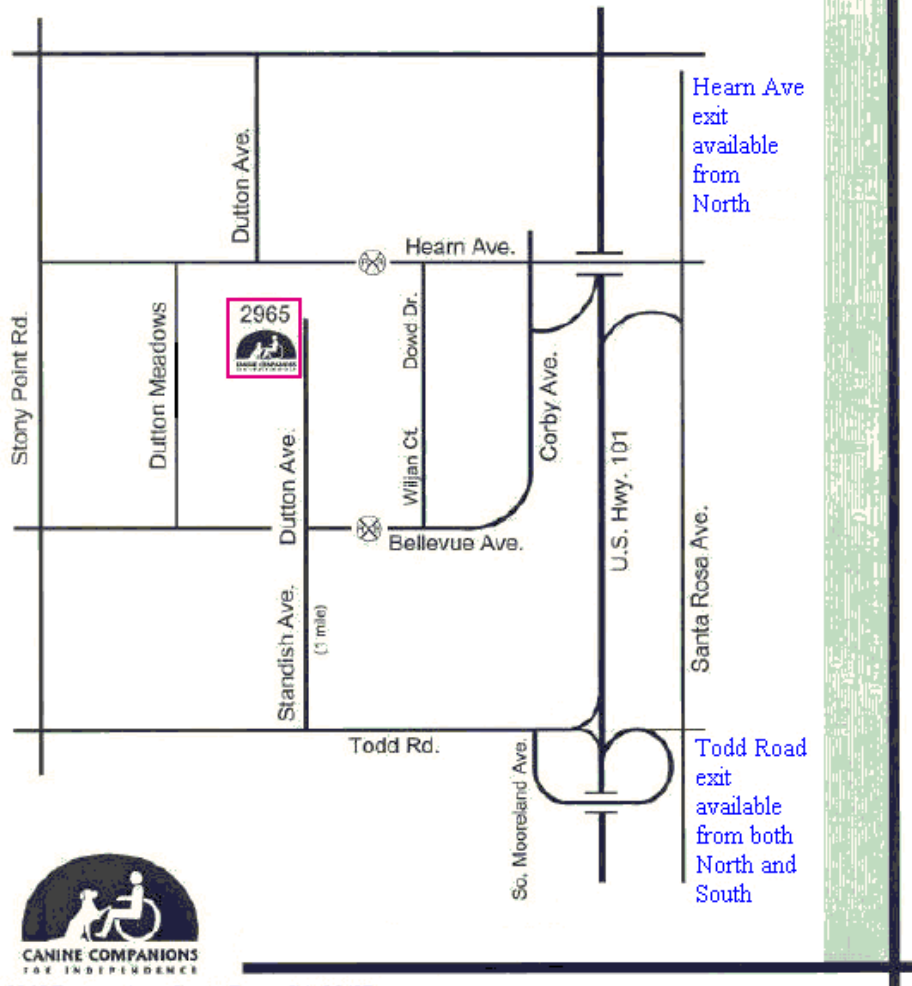 Hearn Ave
exit
available
from
North
Dutton Ave.
Hearn Ave.
2965
CANINE COMPANIONS
Stony Point Rd.
Dutton Meadows
Dowd Dr.
Corby Ave.
Wiljan Ct.
Dutton Ave.
U.S. Hwy. 101
Bellevue Ave.
Santa Rosa Ave.
Standish Ave.
(.1 mile)
Todd Rd.
So. Mooreland Ave.
Todd Road
exit
available
from both
North and
South
CANINE COMPANIONS
FOR INDEPENDENCE